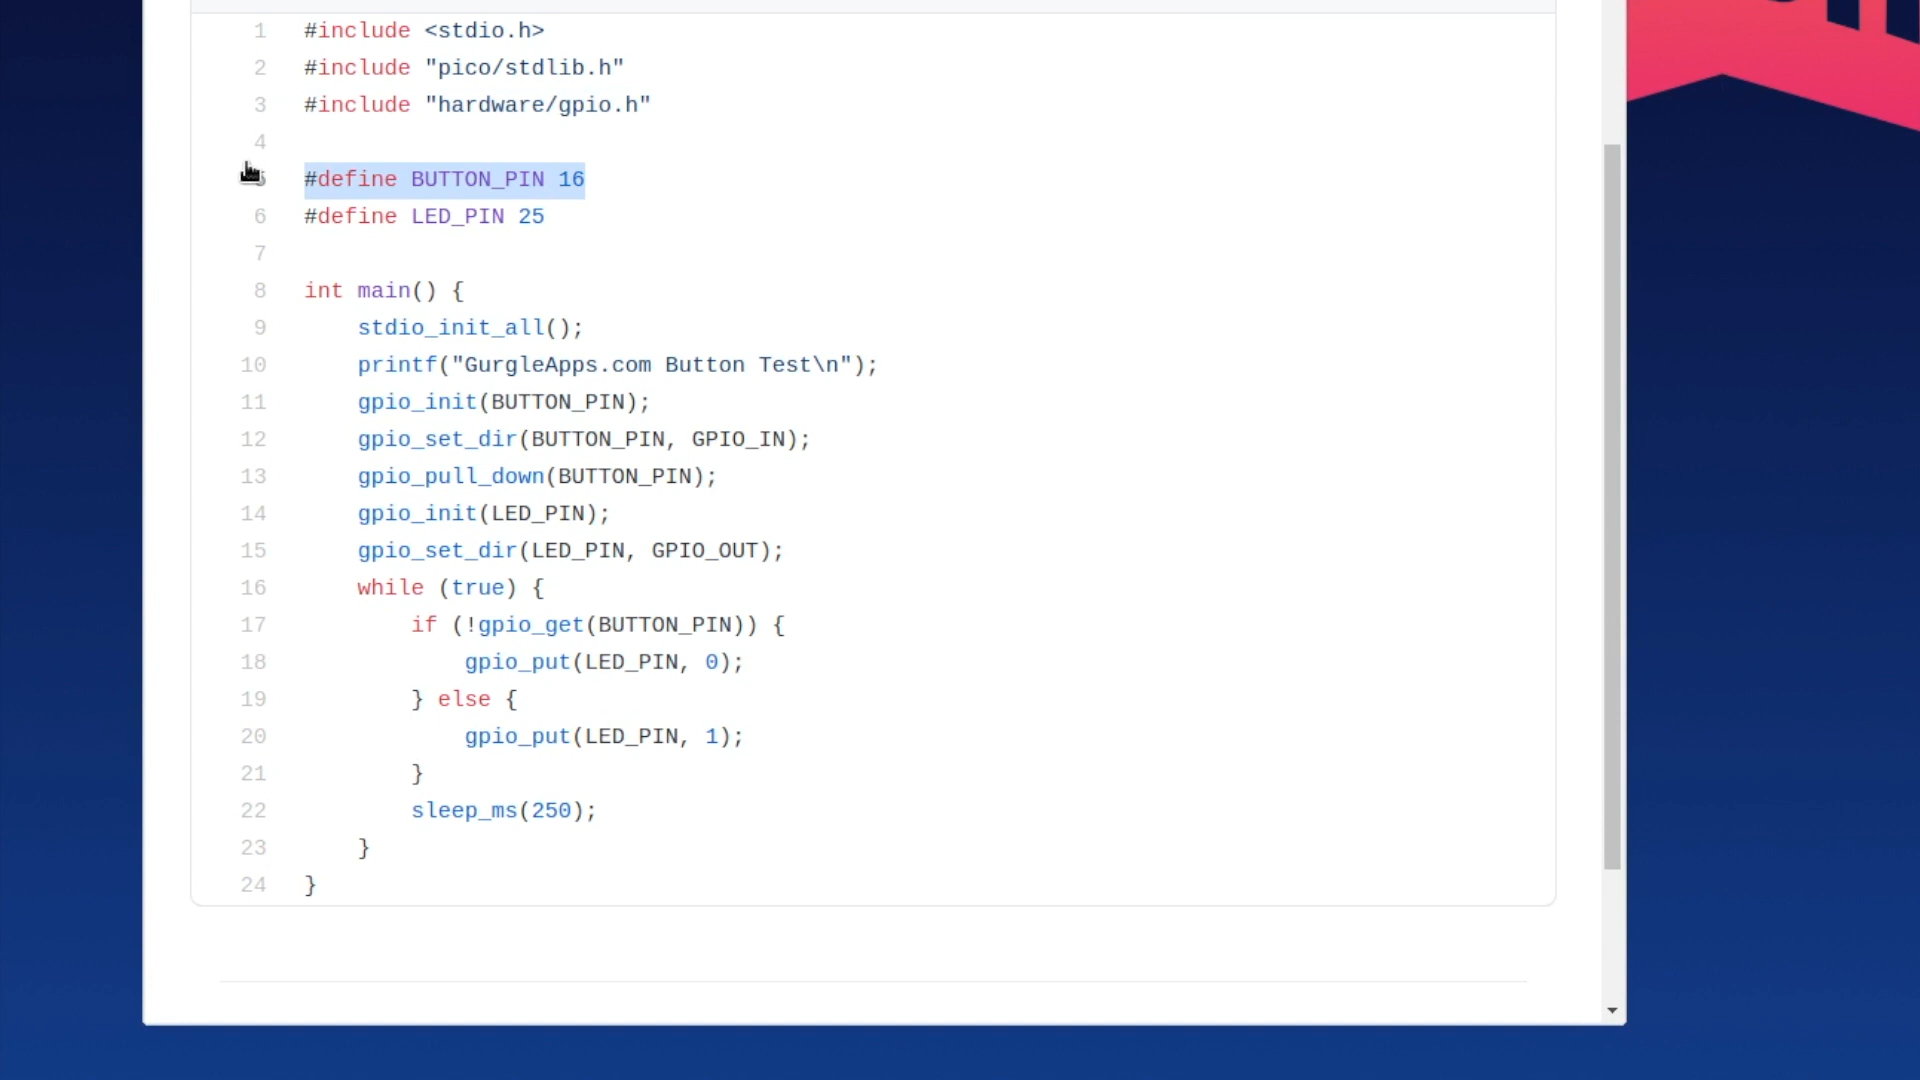 1 #include <stdio.h>
2 #include "pico/stdlib.h"
3 #include "hardware/gpio.h"
4
#define BUTTON_PIN 16
6 #define LED_PIN 25
7
8 int main() {
9     stdio_init_all();
10     printf("GurgleApps.com Button Test\n");
11     gpio_init(BUTTON_PIN);
12     gpio_set_dir(BUTTON_PIN, GPIO_IN);
13     gpio_pull_down(BUTTON_PIN);
14     gpio_init(LED_PIN);
15     gpio_set_dir(LED_PIN, GPIO_OUT);
16     while (true) {
17         if (!gpio_get(BUTTON_PIN)) {
18             gpio_put(LED_PIN, 0);
19         } else {
20             gpio_put(LED_PIN, 1);
21         }
22         sleep_ms(250);
23     }
24 }